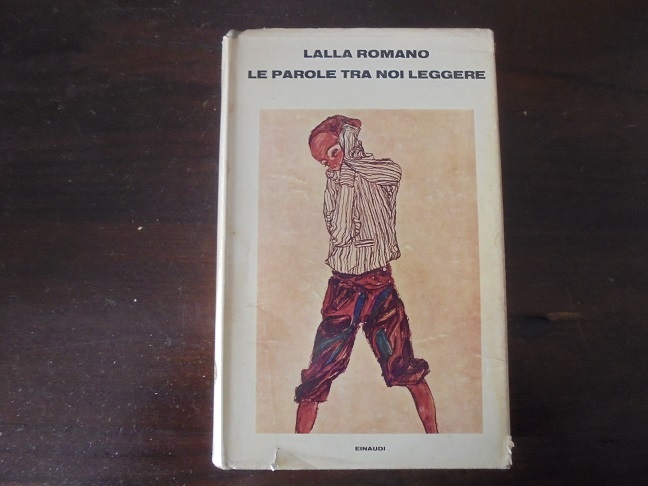 LALLA ROMANO
LE PAROLE TRA NOI LEGGERE
EINAUDI